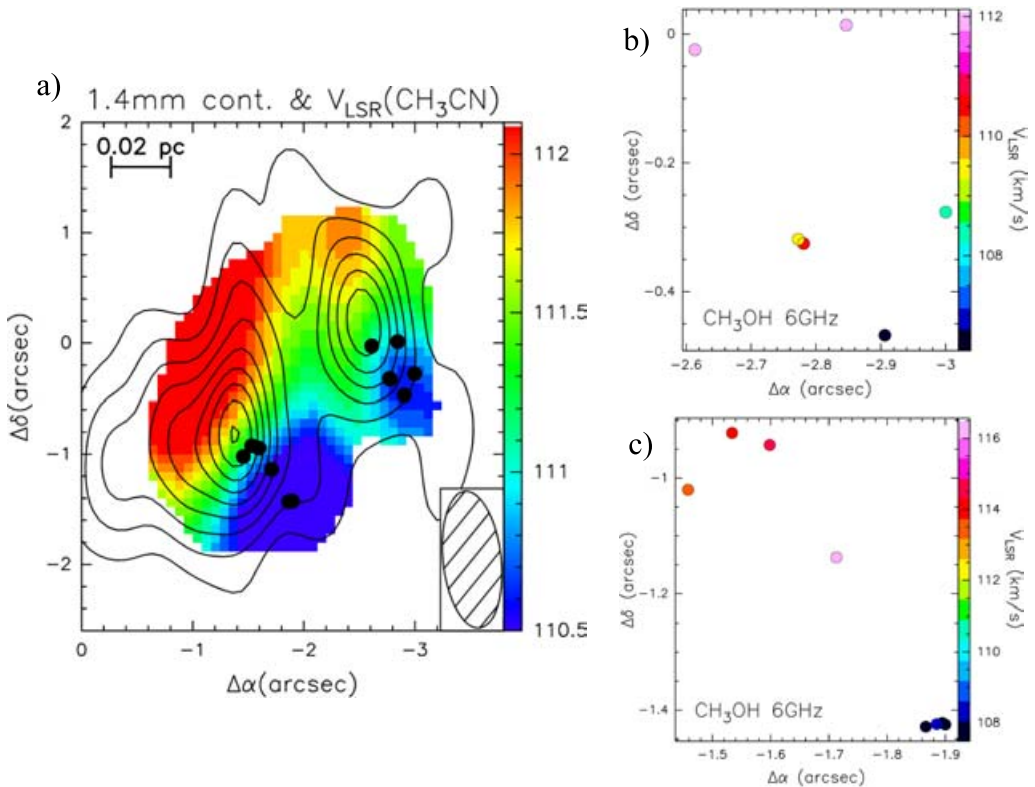 a)
1.4mm cont. & V_LSR(CH₃CN)
0.02 pc
2
1
0
−1
−2
Δδ(arcsec)
0 −1 −2 −3
Δα(arcsec)
112
111.5
111
110.5
b)
0
−0.2
−0.4
Δδ (arcsec)
CH₃OH 6GHz
−2.6 −2.7 −2.8 −2.9 −3
Δα (arcsec)
112
110
108
V_LSR (km/s)
c)
−1
−1.2
−1.4
Δδ (arcsec)
CH₃OH 6GHz
−1.5 −1.6 −1.7 −1.8 −1.9
Δα (arcsec)
116
114
112
110
108
V_LSR (km/s)